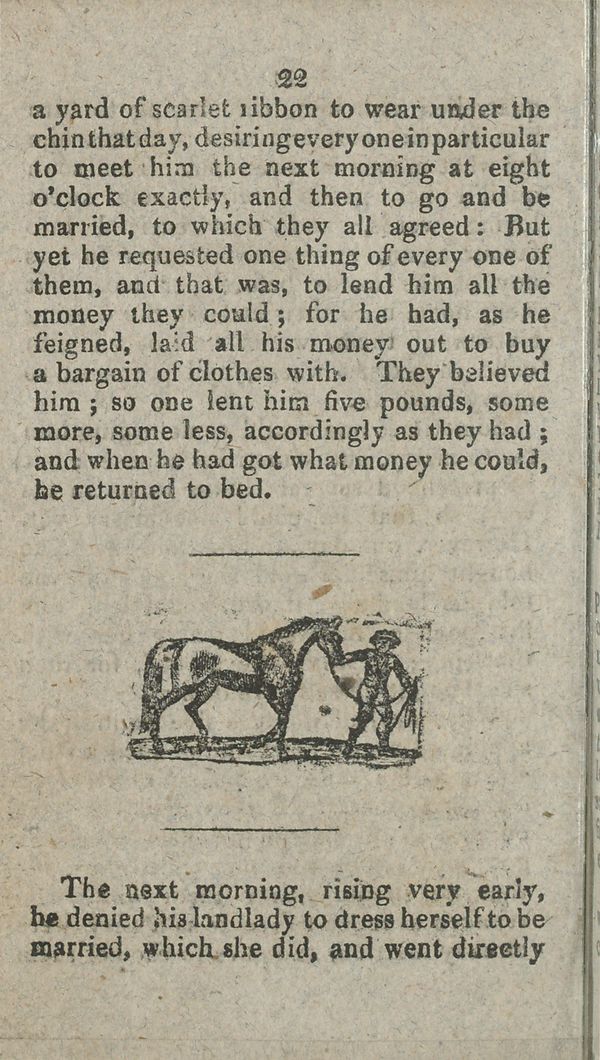 22
a yard of scarlet ribbon to wear under the
chin that day, desiring every one in particular
to meet him the next morning at eight
o'clock exactly, and then to go and be
married, to which they all agreed: But
yet he requested one thing of every one of
them, and that was, to lend him all the
money they could; for he had, as he
feigned, laid all his money out to buy
a bargain of clothes with. They believed
him; so one lent him five pounds, some
more, some less, accordingly as they had;
and when he had got what money he could,
he returned to bed.
The next morning, rising very early,
he denied his landlady to dress herself to be
married, which she did, and went directly